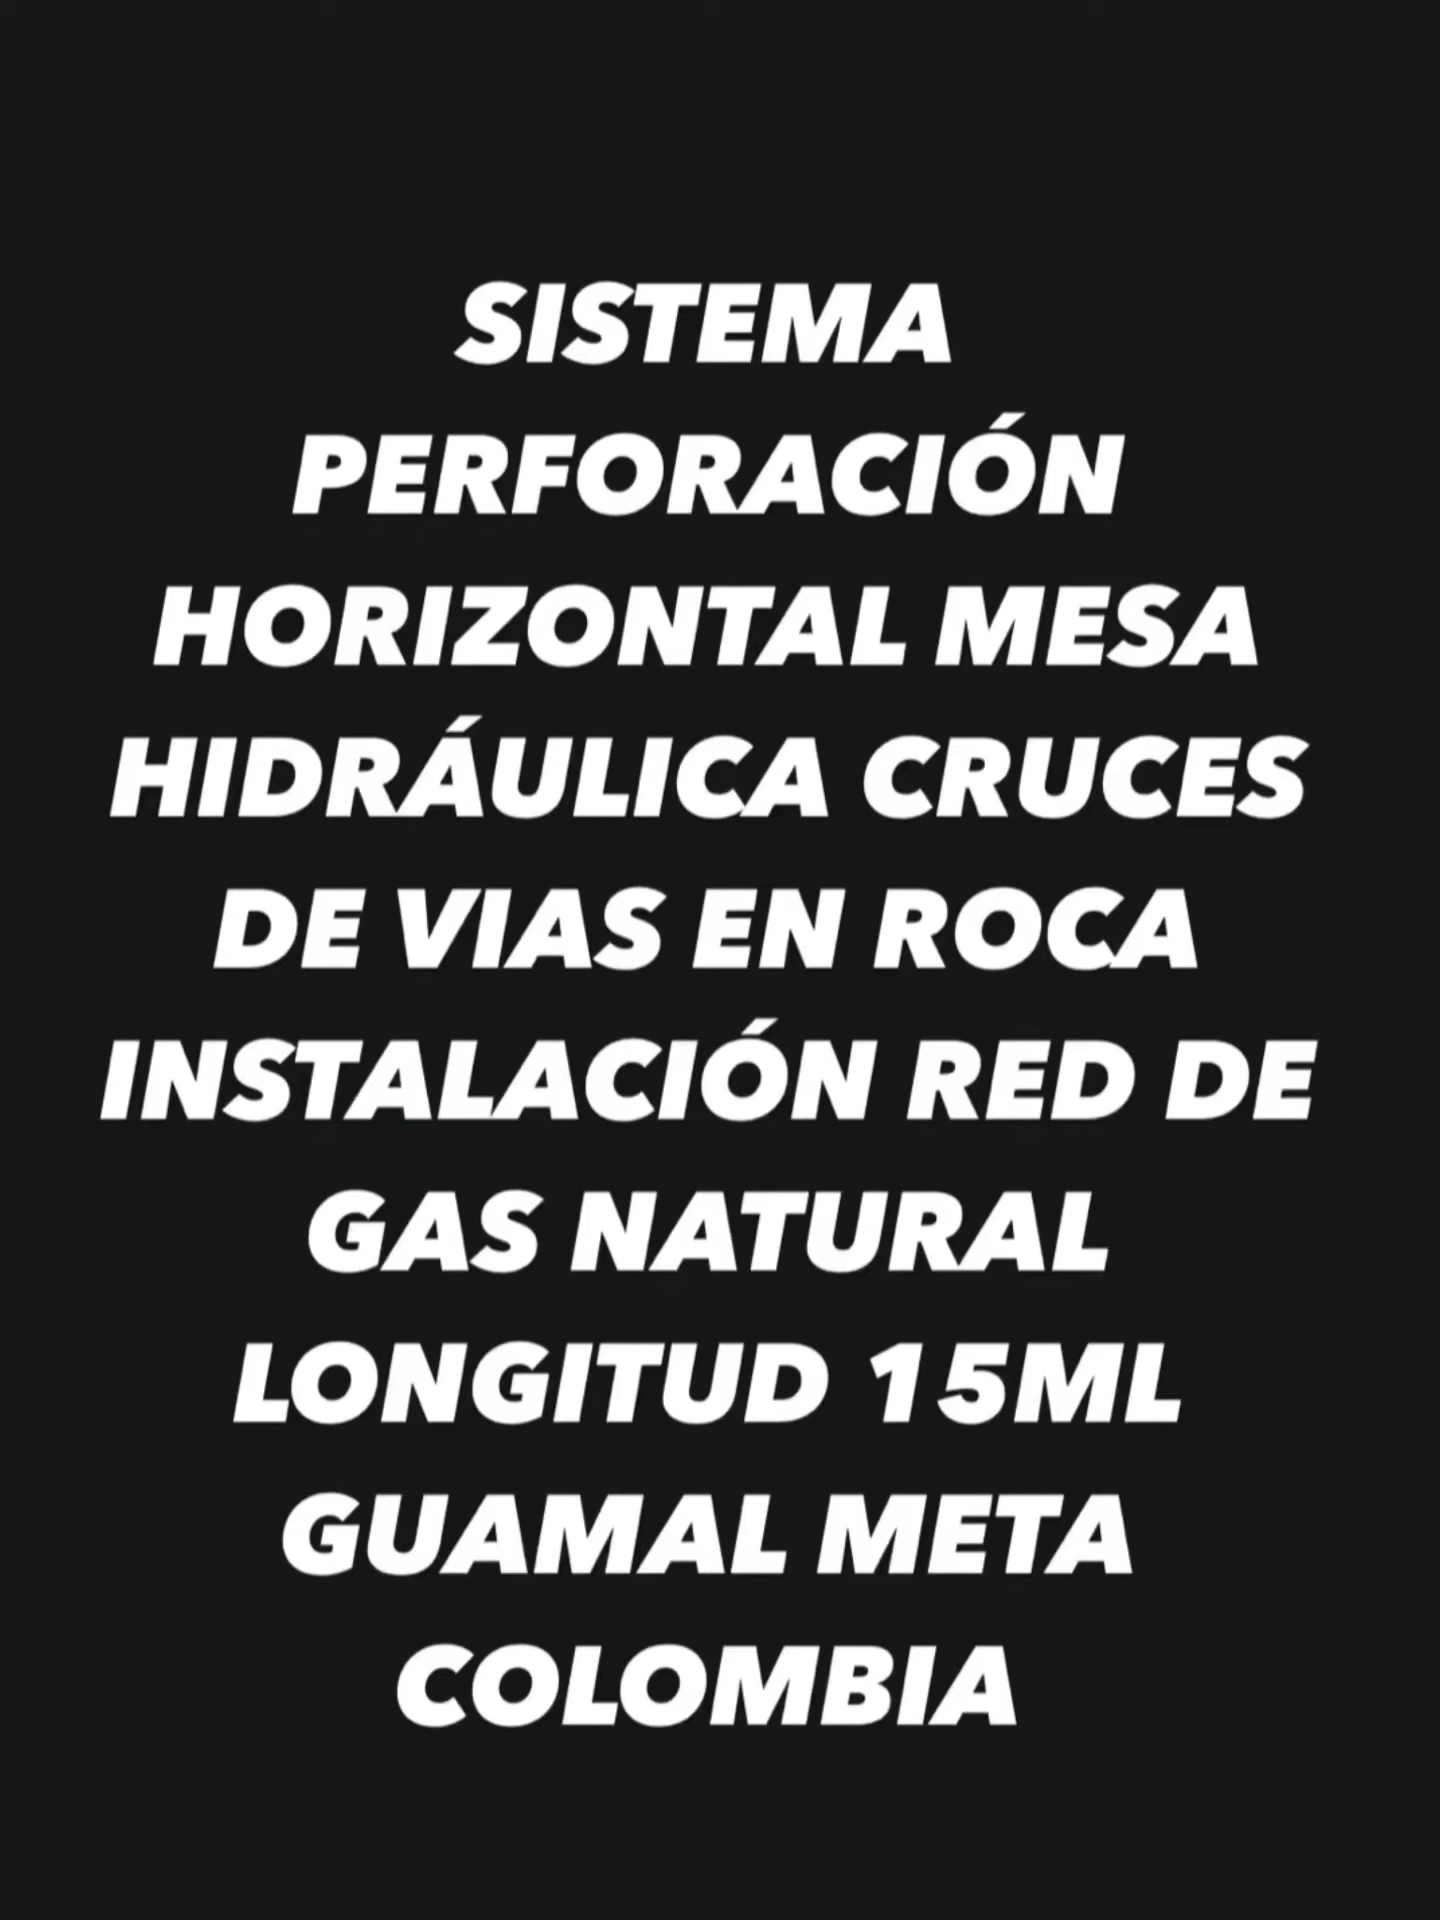 SISTEMA
PERFORACIÓN
HORIZONTAL MESA
HIDRÁULICA CRUCES
DE VIAS EN ROCA
INSTALACIÓN RED DE
GAS NATURAL
LONGITUD 15ML
GUAMAL META
COLOMBIA